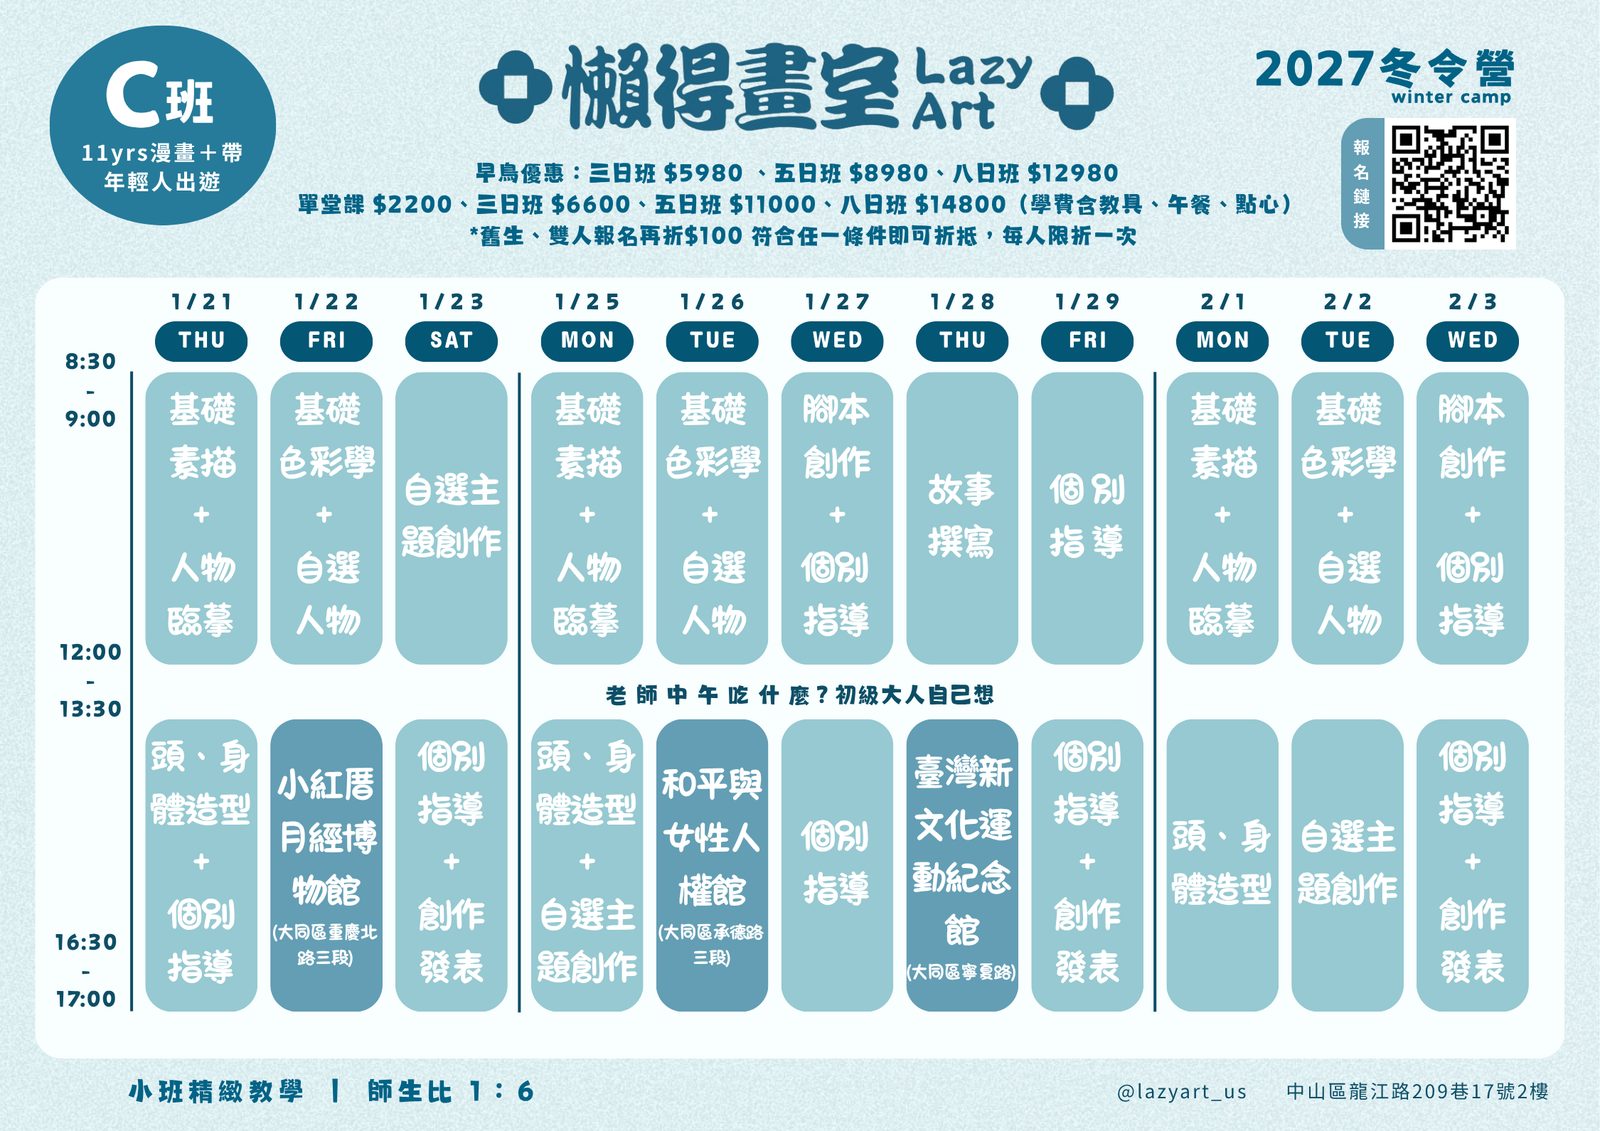 C班
11yrs漫畫＋帶
年輕人出遊
懶得畫室
Lazy
Art
2027冬令營
winter camp
報名鏈接
早鳥優惠：三日班 $5980 、五日班 $8980、八日班 $12980
單堂課 $2200、三日班 $6600、五日班 $11000、八日班 $14800（學費含教具、午餐、點心）
*舊生、雙人報名再折$100 符合任一條件即可折抵，每人限折一次
1/21 1/22 1/23 1/25 1/26 1/27 1/28 1/29 2/1 2/2 2/3
THU FRI SAT MON TUE WED THU FRI MON TUE WED
8:30
-
9:00
基礎
素描
+
人物
臨摹
基礎
色彩學
+
自選
人物
自選主
題創作
基礎
素描
+
人物
臨摹
基礎
色彩學
+
自選
人物
腳本
創作
+
個別
指導
故事
撰寫
個別
指導
基礎
素描
+
人物
臨摹
基礎
色彩學
+
自選
人物
腳本
創作
+
個別
指導
12:00
-
13:30
老師中午吃什麼?初級大人自己想
頭、身
體造型
+
個別
指導
小紅厝
月經博
物館
(大同區重慶北
路三段)
個別
指導
+
創作
發表
頭、身
體造型
+
自選主
題創作
和平與
女性人
權館
(大同區承德路
三段)
個別
指導
臺灣新
文化運
動紀念
館
(大同區寧夏路)
個別
指導
+
創作
發表
頭、身
體造型
自選主
題創作
個別
指導
+
創作
發表
16:30
-
17:00
小班精緻教學 | 師生比 1：6
@lazyart_us 中山區龍江路209巷17號2樓